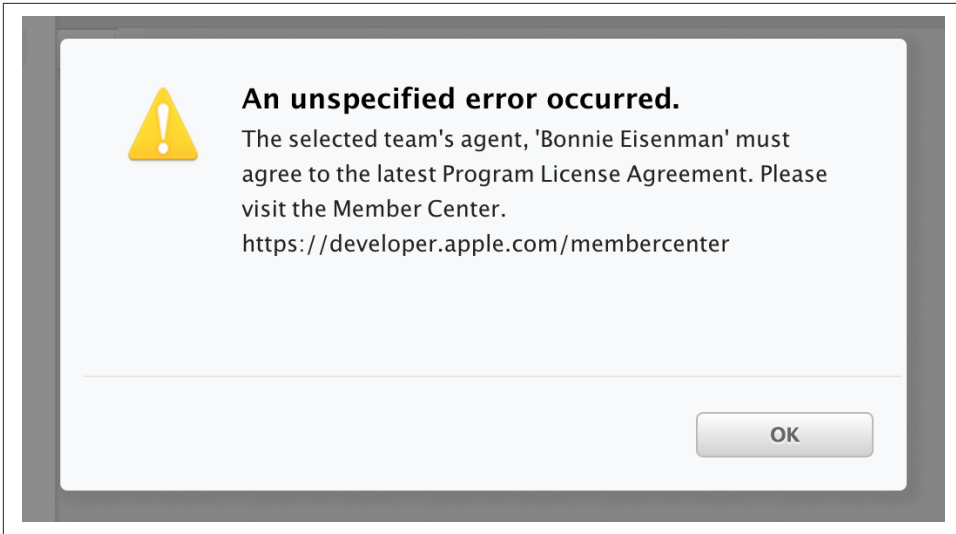 An unspecified error occurred.
The selected team's agent, 'Bonnie Eisenman' must
agree to the latest Program License Agreement. Please
visit the Member Center.
https://developer.apple.com/membercenter
OK